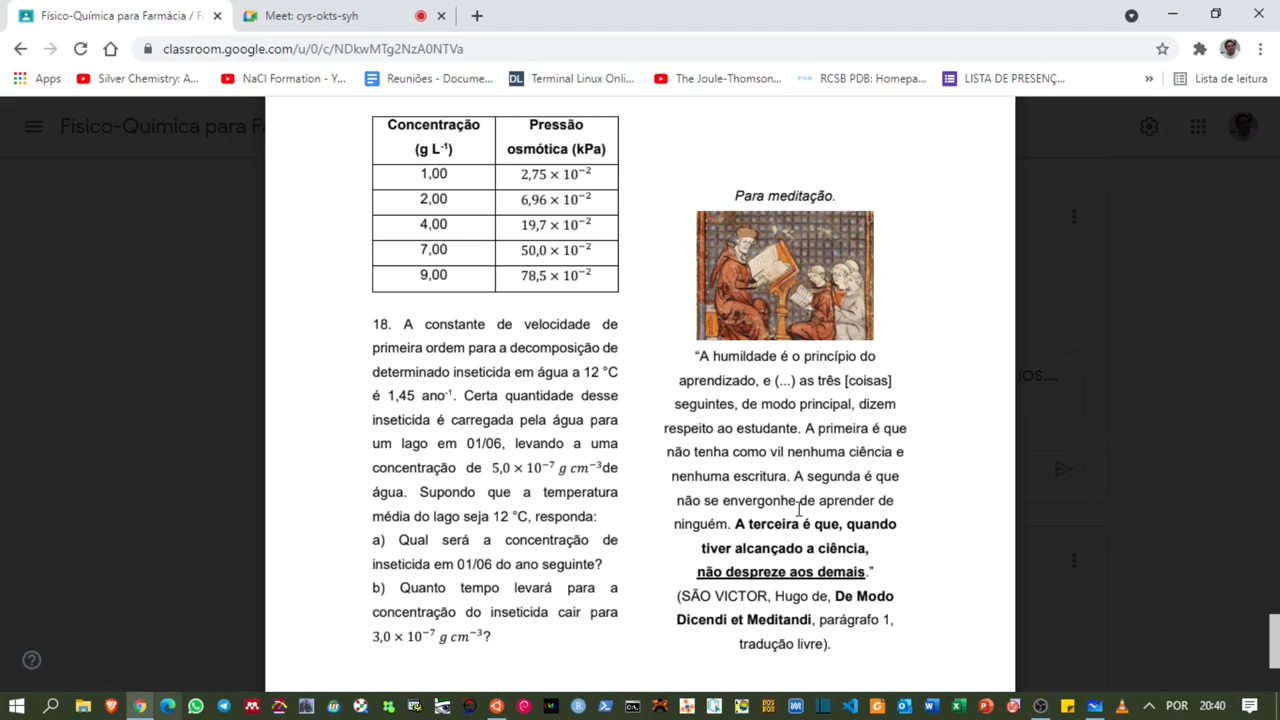 Físico-Química para Farmácia / F
Meet: cys-okts-syh
classroom.google.com/u/0/c/NDkwMTg2NzA0NTVa
Apps
Silver Chemistry: A...
NaCl Formation - Y...
Reuniões - Docume...
Terminal Linux Onli...
The Joule-Thomson...
RCSB PDB: Homepa...
LISTA DE PRESENÇ...
»
Lista de leitura
Físico-Química para Fa
Concentração (g L⁻¹) Pressão osmótica (kPa)
1,00 2,75 × 10⁻²
2,00 6,96 × 10⁻²
4,00 19,7 × 10⁻²
7,00 50,0 × 10⁻²
9,00 78,5 × 10⁻²
18. A constante de velocidade de
primeira ordem para a decomposição de
determinado inseticida em água a 12 °C
é 1,45 ano⁻¹. Certa quantidade desse
inseticida é carregada pela água para
um lago em 01/06, levando a uma
concentração de 5,0 × 10⁻⁷ g cm⁻³de
água. Supondo que a temperatura
média do lago seja 12 °C, responda:
a) Qual será a concentração de
inseticida em 01/06 do ano seguinte?
b) Quanto tempo levará para a
concentração do inseticida cair para
3,0 × 10⁻⁷ g cm⁻³?
Para meditação.
“A humildade é o princípio do
aprendizado, e (...) as três [coisas]
seguintes, de modo principal, dizem
respeito ao estudante. A primeira é que
não tenha como vil nenhuma ciência e
nenhuma escritura. A segunda é que
não se envergonhe de aprender de
ninguém. A terceira é que, quando
tiver alcançado a ciência,
não despreze aos demais.”
(SÃO VICTOR, Hugo de, De Modo
Dicendi et Meditandi, parágrafo 1,
tradução livre).
POR
20:40